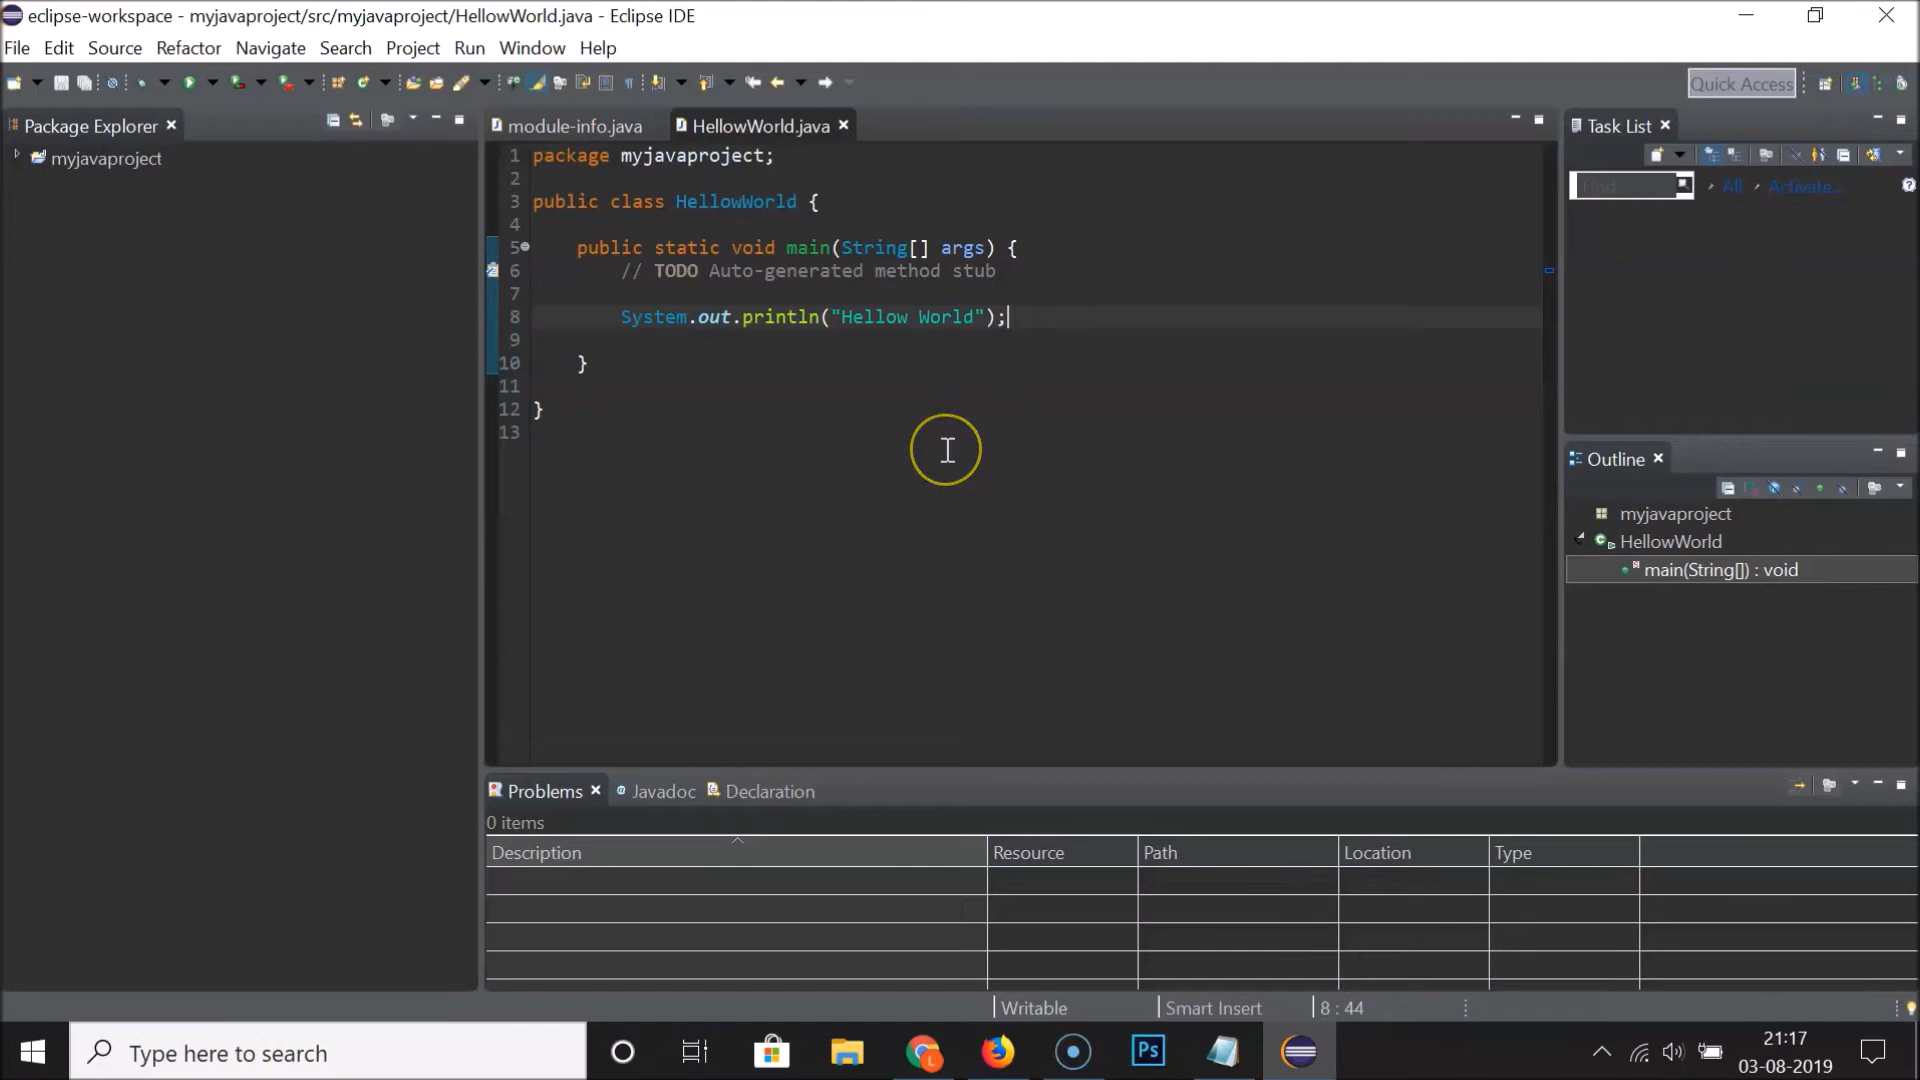 eclipse-workspace - myjavaproject/src/myjavaproject/HellowWorld.java - Eclipse IDE
File Edit Source Refactor Navigate Search Project Run Window Help
Quick Access
Package Explorer
myjavaproject
module-info.java HellowWorld.java
1 package myjavaproject;
2
3 public class HellowWorld {
4
5 public static void main(String[] args) {
6 // TODO Auto-generated method stub
7
8 System.out.println("Hellow World");
9
10 }
11
12 }
13
Task List
Find All Activate...
Outline
myjavaproject
HellowWorld
main(String[]) : void
Problems Javadoc Declaration
0 items
Description Resource Path Location Type
Writable Smart Insert 8 : 44
Type here to search
Ps
L
21:17
03-08-2019